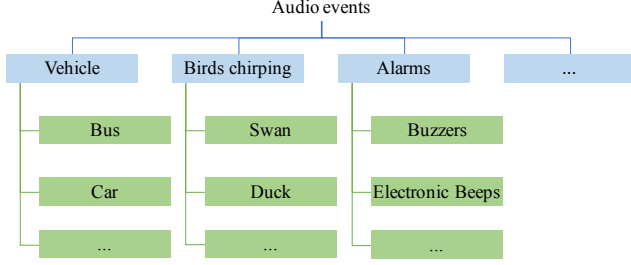 Audio events
Vehicle
Birds chirping
Alarms
...
Bus
Swan
Buzzers
Car
Duck
Electronic Beeps
...
...
...